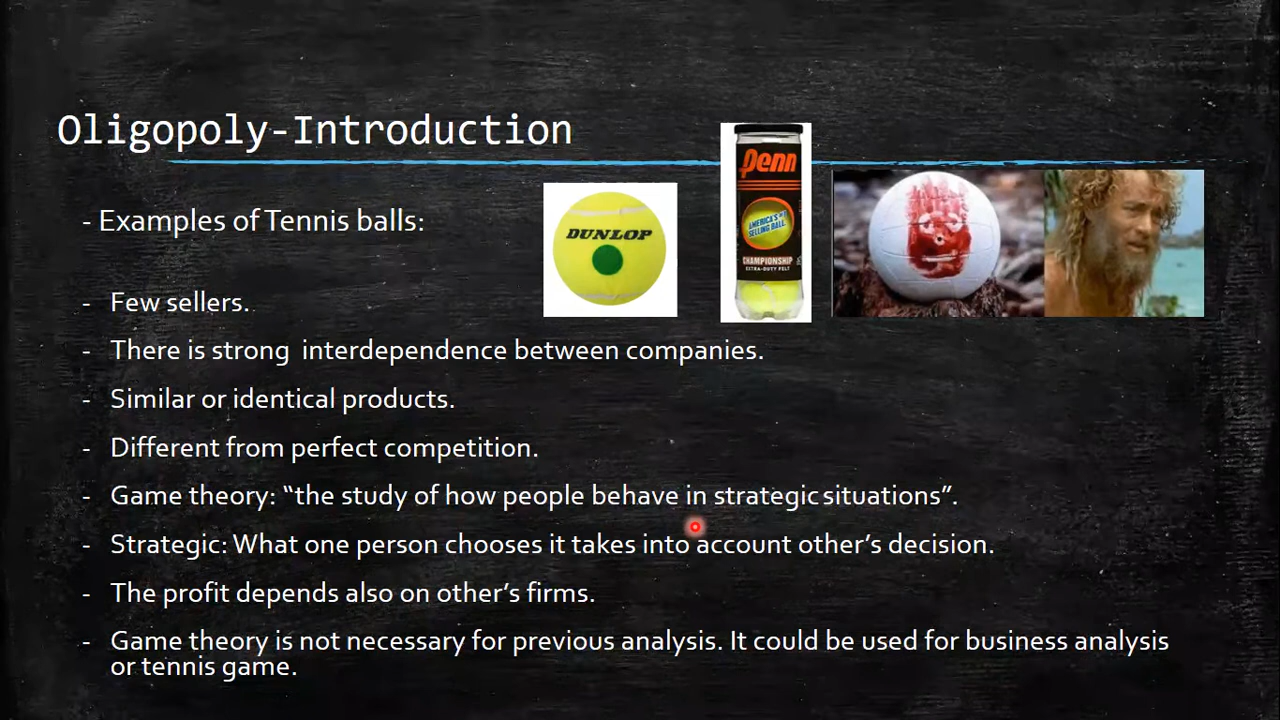 Oligopoly-Introduction
- Examples of Tennis balls:
DUNLOP
Penn
AMERICA'S #1
SELLING BALL.
CHAMPIONSHIP
EXTRA-DUTY FELT
- Few sellers.
- There is strong interdependence between companies.
- Similar or identical products.
- Different from perfect competition.
- Game theory: “the study of how people behave in strategic situations”.
- Strategic: What one person chooses it takes into account other’s decision.
- The profit depends also on other’s firms.
- Game theory is not necessary for previous analysis. It could be used for business analysis
or tennis game.